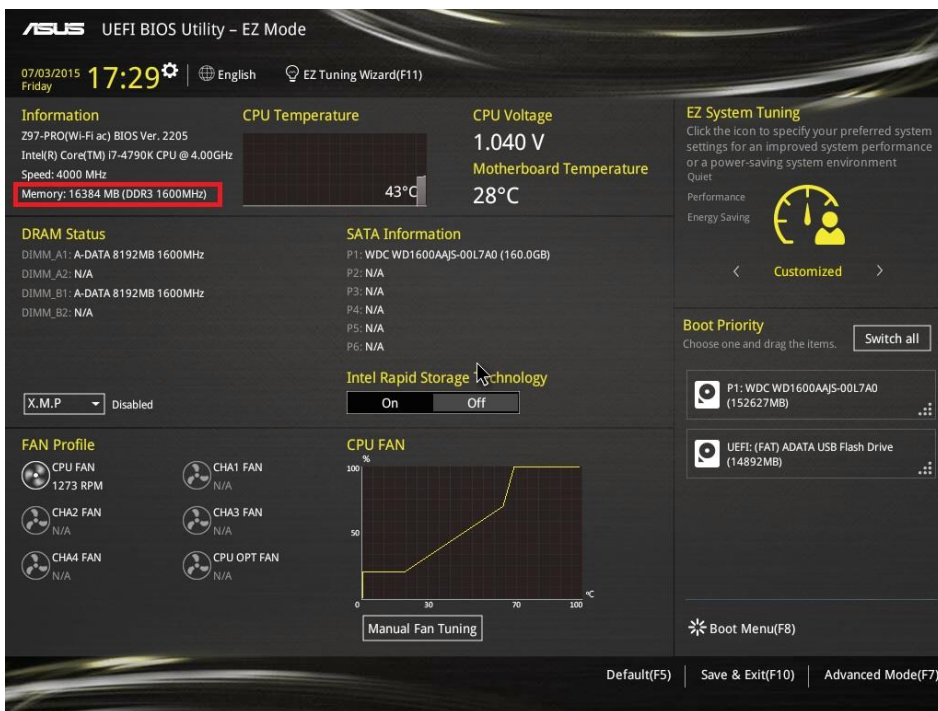 ASUS UEFI BIOS Utility – EZ Mode
07/03/2015
Friday
17:29
English
EZ Tuning Wizard(F11)
Information
Z97-PRO(Wi-Fi ac) BIOS Ver. 2205
Intel(R) Core(TM) i7-4790K CPU @ 4.00GHz
Speed: 4000 MHz
Memory: 16384 MB (DDR3 1600MHz)
CPU Temperature
43°C
CPU Voltage
1.040 V
Motherboard Temperature
28°C
EZ System Tuning
Click the icon to specify your preferred system
settings for an improved system performance
or a power-saving system environment
Quiet
Performance
Energy Saving
Customized
DRAM Status
DIMM_A1: A-DATA 8192MB 1600MHz
DIMM_A2: N/A
DIMM_B1: A-DATA 8192MB 1600MHz
DIMM_B2: N/A
X.M.P Disabled
SATA Information
P1: WDC WD1600AAJS-00L7A0 (160.0GB)
P2: N/A
P3: N/A
P4: N/A
P5: N/A
P6: N/A
Intel Rapid Storage Technology
On Off
Boot Priority
Choose one and drag the items.
Switch all
P1: WDC WD1600AAJS-00L7A0
(152627MB)
UEFI: (FAT) ADATA USB Flash Drive
(14892MB)
FAN Profile
CPU FAN
1273 RPM
CHA1 FAN
N/A
CHA2 FAN
N/A
CHA3 FAN
N/A
CHA4 FAN
N/A
CPU OPT FAN
N/A
CPU FAN
%
100
50
0 30 70 100
°C
Manual Fan Tuning
Boot Menu(F8)
Default(F5)
Save & Exit(F10)
Advanced Mode(F7)